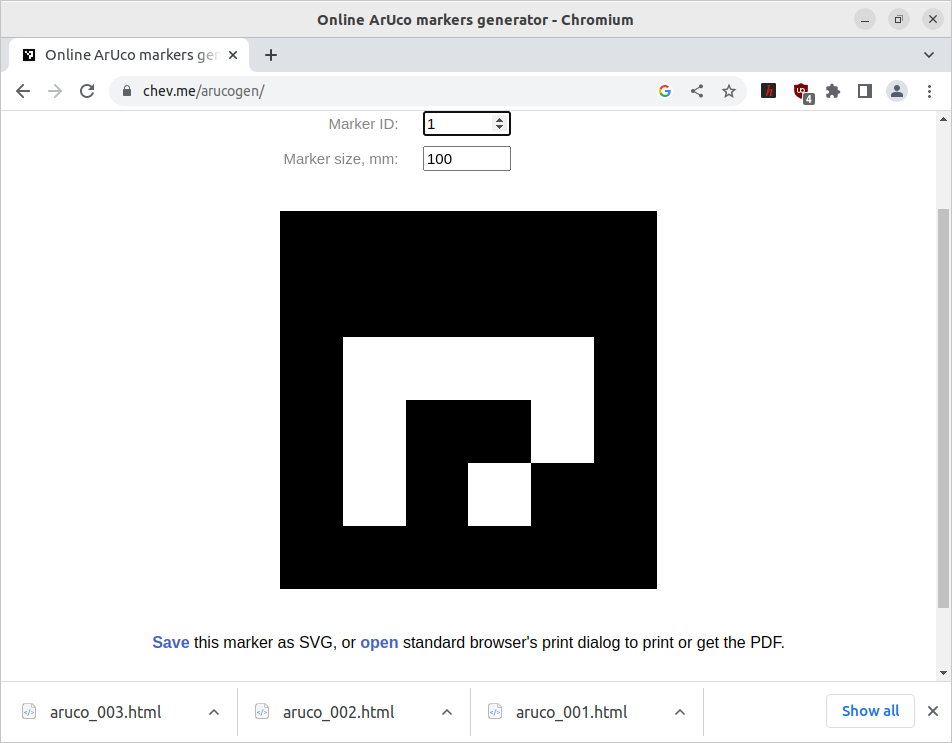 Online ArUco markers generator - Chromium
Online ArUco markers gen
chev.me/arucogen/
4
Marker ID: 1
Marker size, mm: 100
Save this marker as SVG, or open standard browser's print dialog to print or get the PDF.
aruco_003.html aruco_002.html aruco_001.html Show all